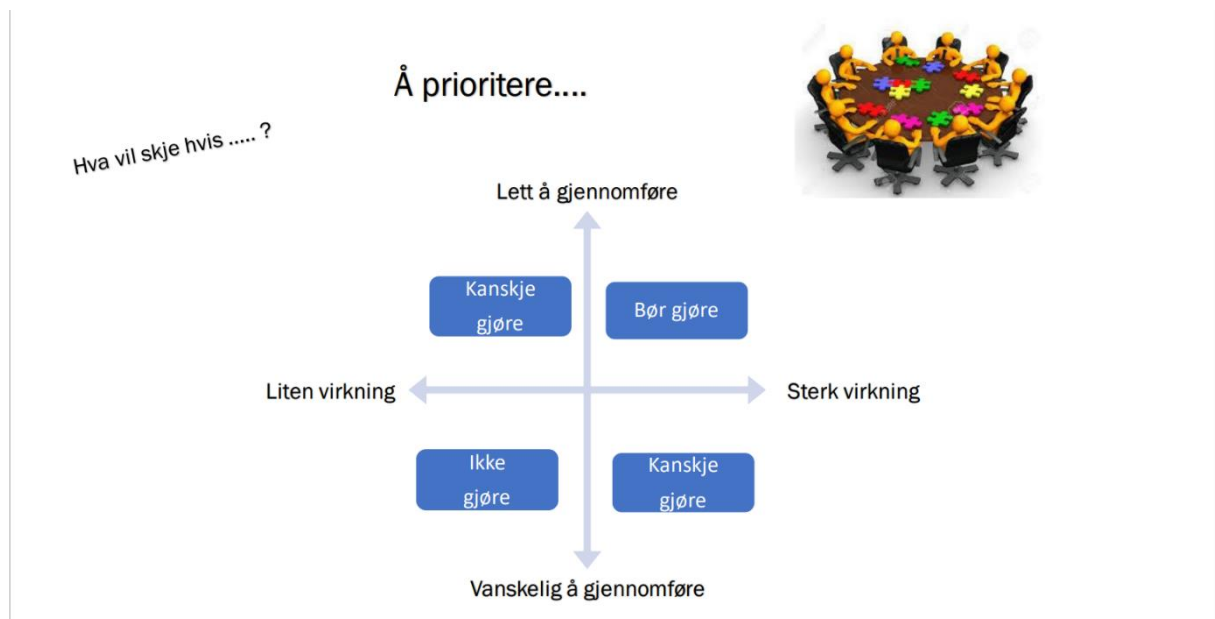 Å prioritere....
Hva vil skje hvis ..... ?
Lett å gjennomføre
Kanskje
gjøre
Bør gjøre
Liten virkning
Sterk virkning
Ikke
gjøre
Kanskje
gjøre
Vanskelig å gjennomføre